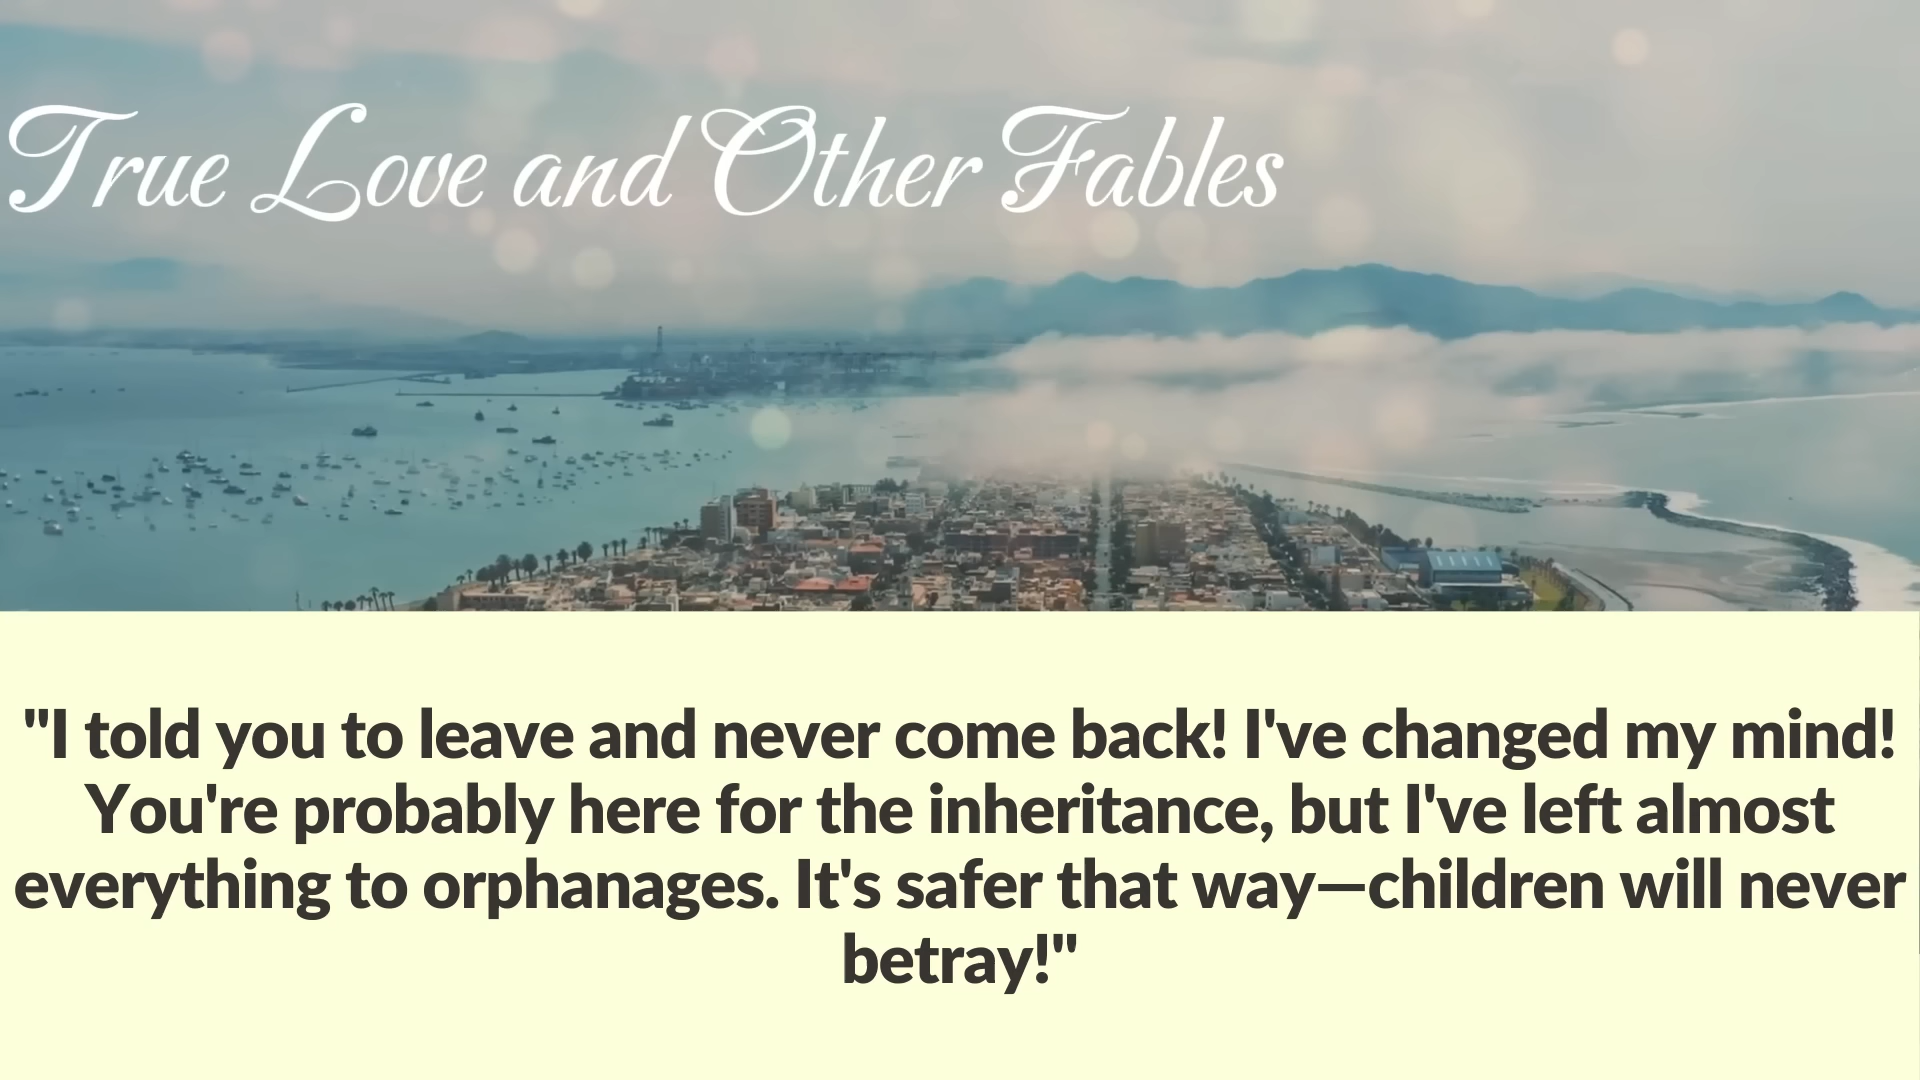 True Love and Other Fables
"I told you to leave and never come back! I've changed my mind!
You're probably here for the inheritance, but I've left almost
everything to orphanages. It's safer that way—children will never
betray!"